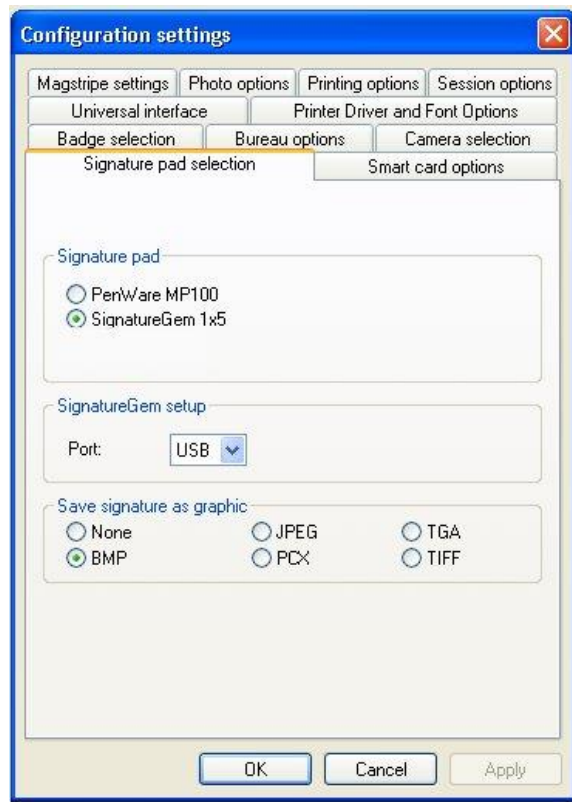 Configuration settings
Magstripe settings Photo options Printing options Session options
Universal interface Printer Driver and Font Options
Badge selection Bureau options Camera selection
Signature pad selection Smart card options
Signature pad
PenWare MP100
SignatureGem 1x5
SignatureGem setup
Port: USB
Save signature as graphic
None JPEG TGA
BMP PCX TIFF
OK Cancel Apply